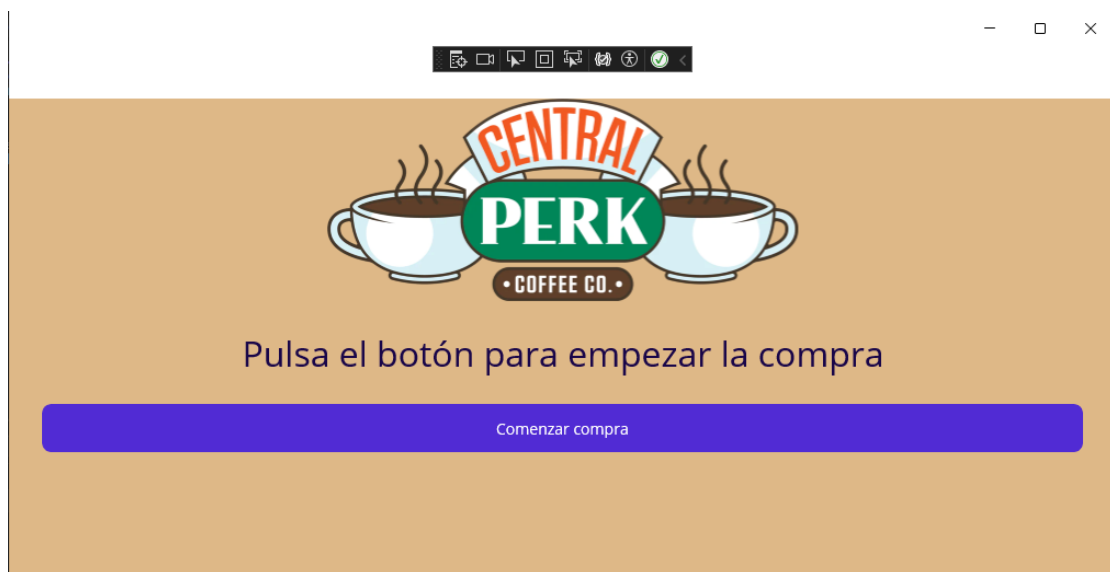 CENTRAL
PERK
• COFFEE CO. •
Pulsa el botón para empezar la compra
Comenzar compra